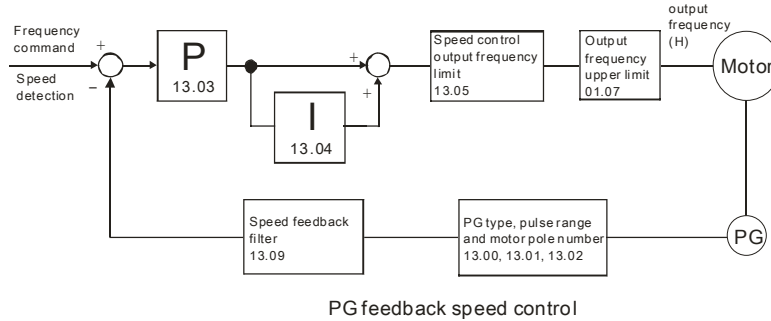 Frequency
command
Speed
detection
+
−
P
13.03
I
13.04
+
+
Speed control
output frequency
limit
13.05
Output
frequency
upper limit
01.07
output
frequency
(H)
Motor
Speed feedback
filter
13.09
PG type, pulse range
and motor pole number
13.00, 13.01, 13.02
PG
PG feedback speed control